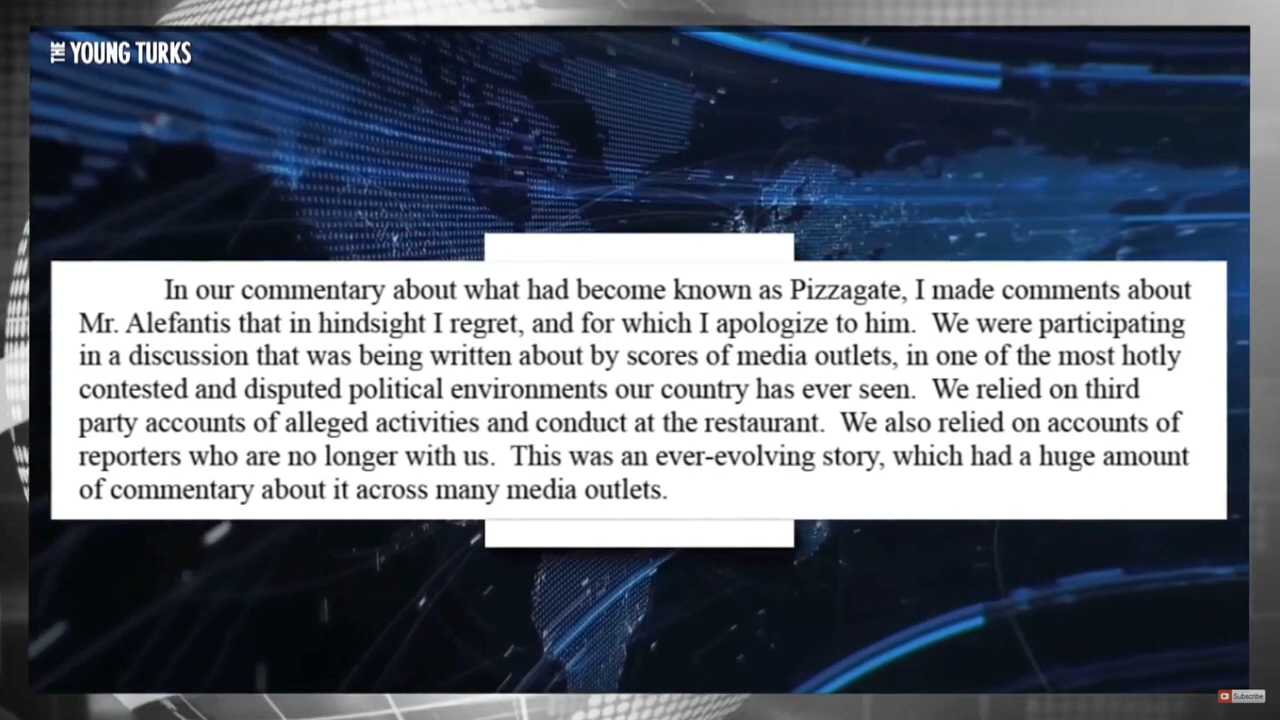 THE YOUNG TURKS
In our commentary about what had become known as Pizzagate, I made comments about
Mr. Alefantis that in hindsight I regret, and for which I apologize to him.  We were participating
in a discussion that was being written about by scores of media outlets, in one of the most hotly
contested and disputed political environments our country has ever seen.  We relied on third
party accounts of alleged activities and conduct at the restaurant.  We also relied on accounts of
reporters who are no longer with us.  This was an ever-evolving story, which had a huge amount
of commentary about it across many media outlets.
Subscribe